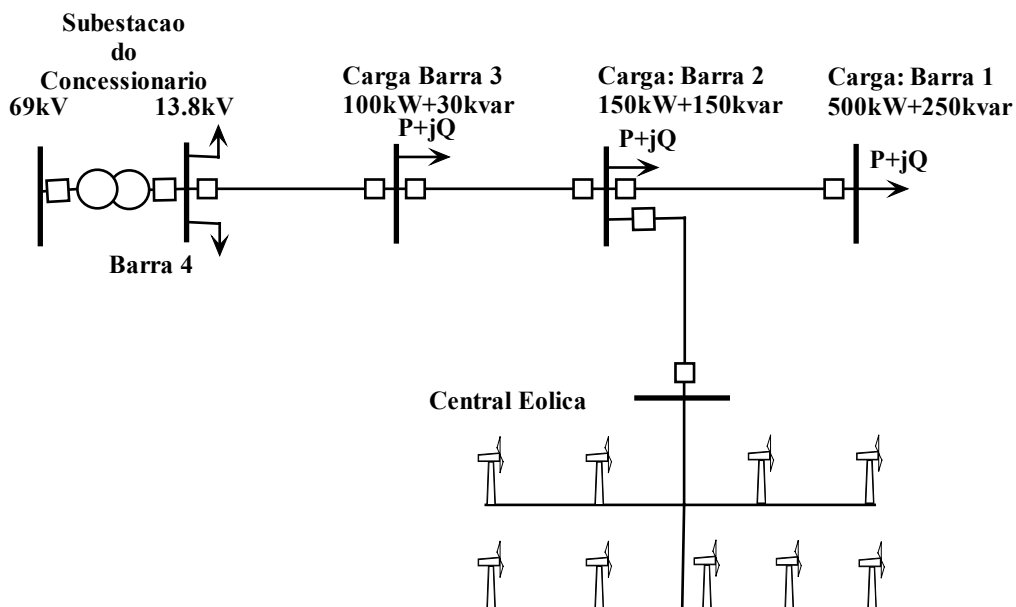 Subestacao
do
Concessionario
69kV 13.8kV
Barra 4
Carga Barra 3
100kW+30kvar
P+jQ
Carga: Barra 2
150kW+150kvar
P+jQ
Carga: Barra 1
500kW+250kvar
P+jQ
Central Eolica